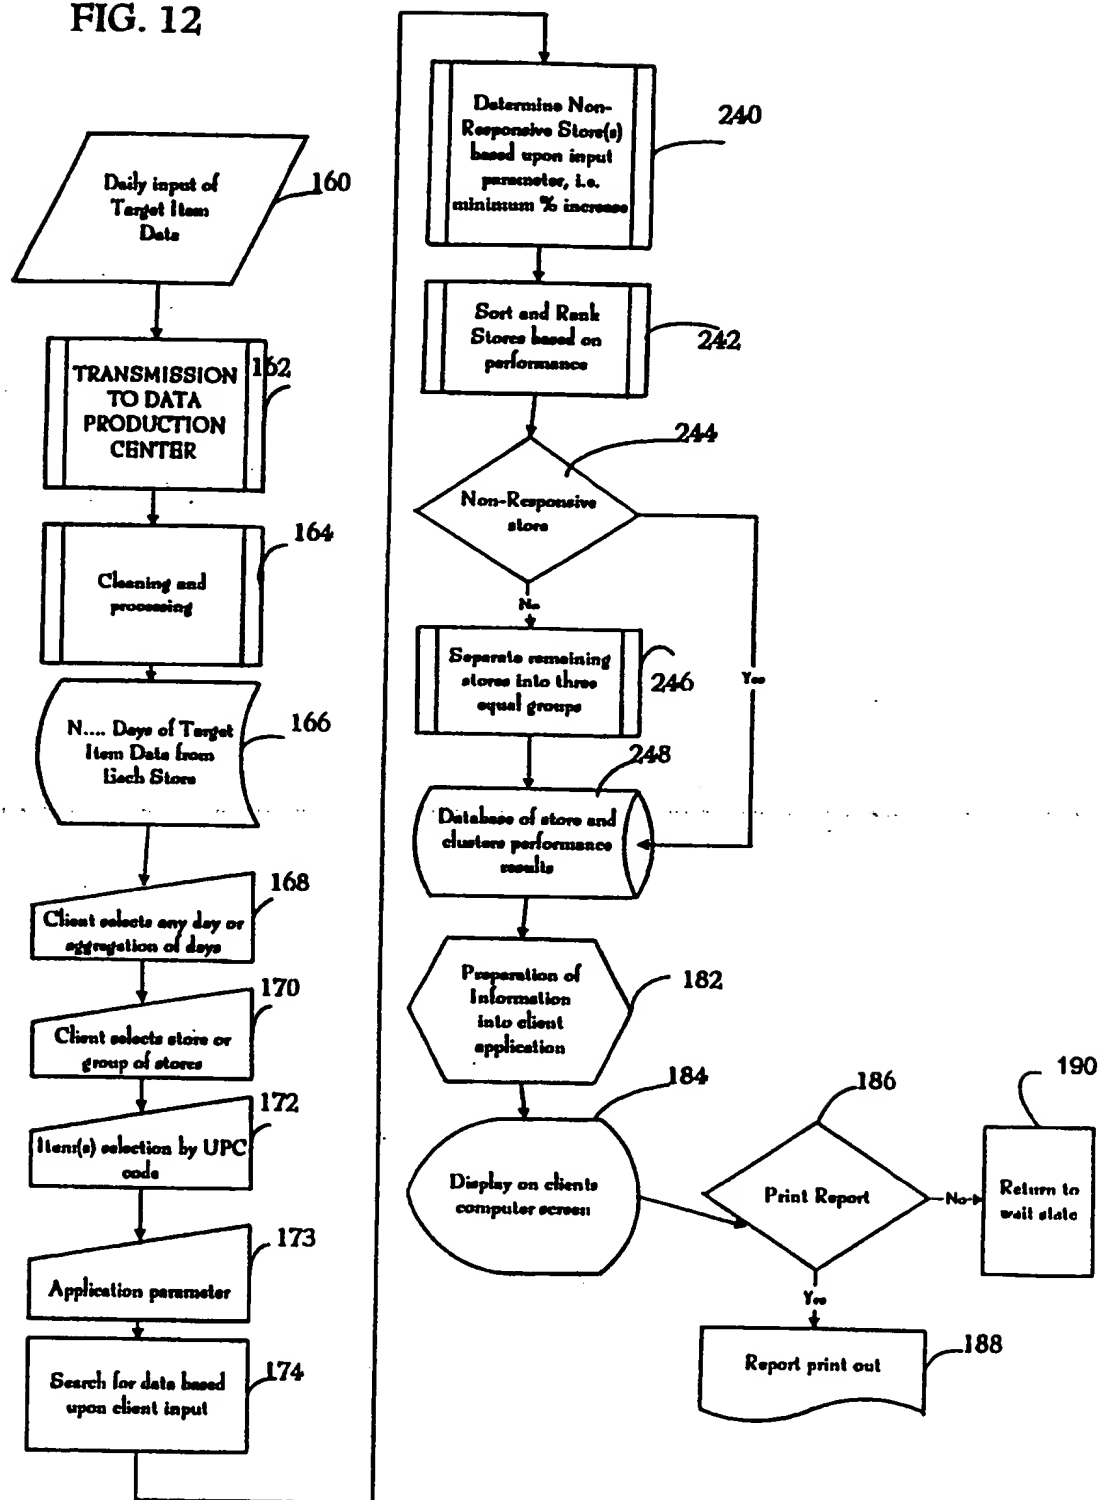 FIG. 12
Daily input of
Target Item
Data
160
TRANSMISSION
TO DATA
PRODUCTION
CENTER
162
Cleaning and
processing
164
N.... Days of Target
Item Data from
Each Store
166
Client selects any day or
aggregation of days
168
Client selects store or
group of stores
170
Item(s) selection by UPC
code
172
Application parameter
173
Search for data based
upon client input
174
Determine Non-
Responsive Store(s)
based upon input
parameter, i.e.
minimum % increase
240
Sort and Rank
Stores based on
performance
242
Non-Responsive
store
244
No
Yes
Separate remaining
stores into three
equal groups
246
Database of store and
clusters performance
results
248
Preparation of
Information
into client
application
182
Display on clients
computer screen
184
Print Report
186
No
Return to
wait state
190
Yes
Report print out
188